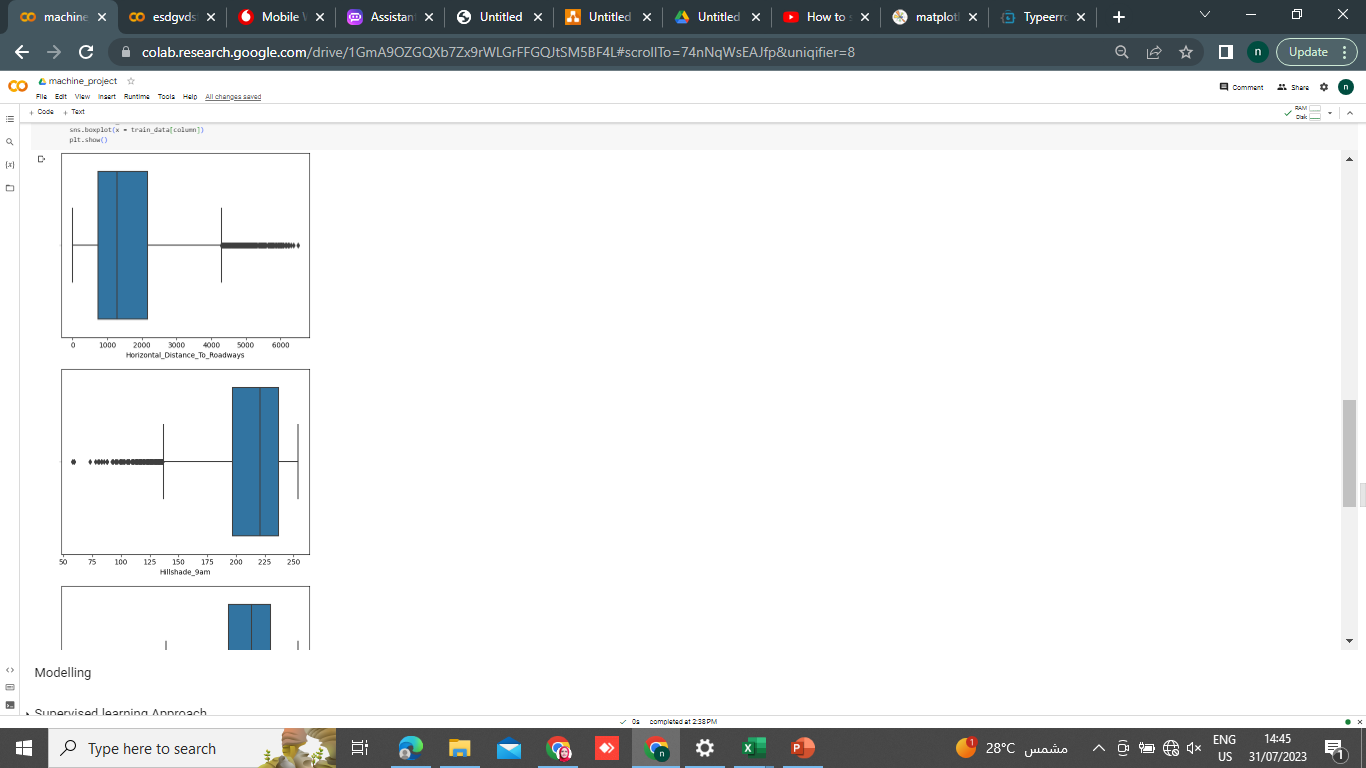 machine
esdgvds
Mobile \
Assistan
Untitled
Untitled
Untitled
How to s
matplotl
Typeerro
colab.research.google.com/drive/1GmA9OZGQXb7Zx9rWLGrFFGQJtSM5BF4L#scrollTo=74nNqWsEAJfp&uniqifier=8
n
Update
machine_project
File Edit View Insert Runtime Tools Help All changes saved
Comment
Share
n
+ Code + Text
RAM
Disk
sns.boxplot(x = train_data[column])
plt.show()
0 1000 2000 3000 4000 5000 6000
Horizontal_Distance_To_Roadways
50 75 100 125 150 175 200 225 250
Hillshade_9am
Modelling
Supervised learning Approach
0s completed at 2:38 PM
Type here to search
1
28°C مشمس
ENG
US
14:45
31/07/2023
1